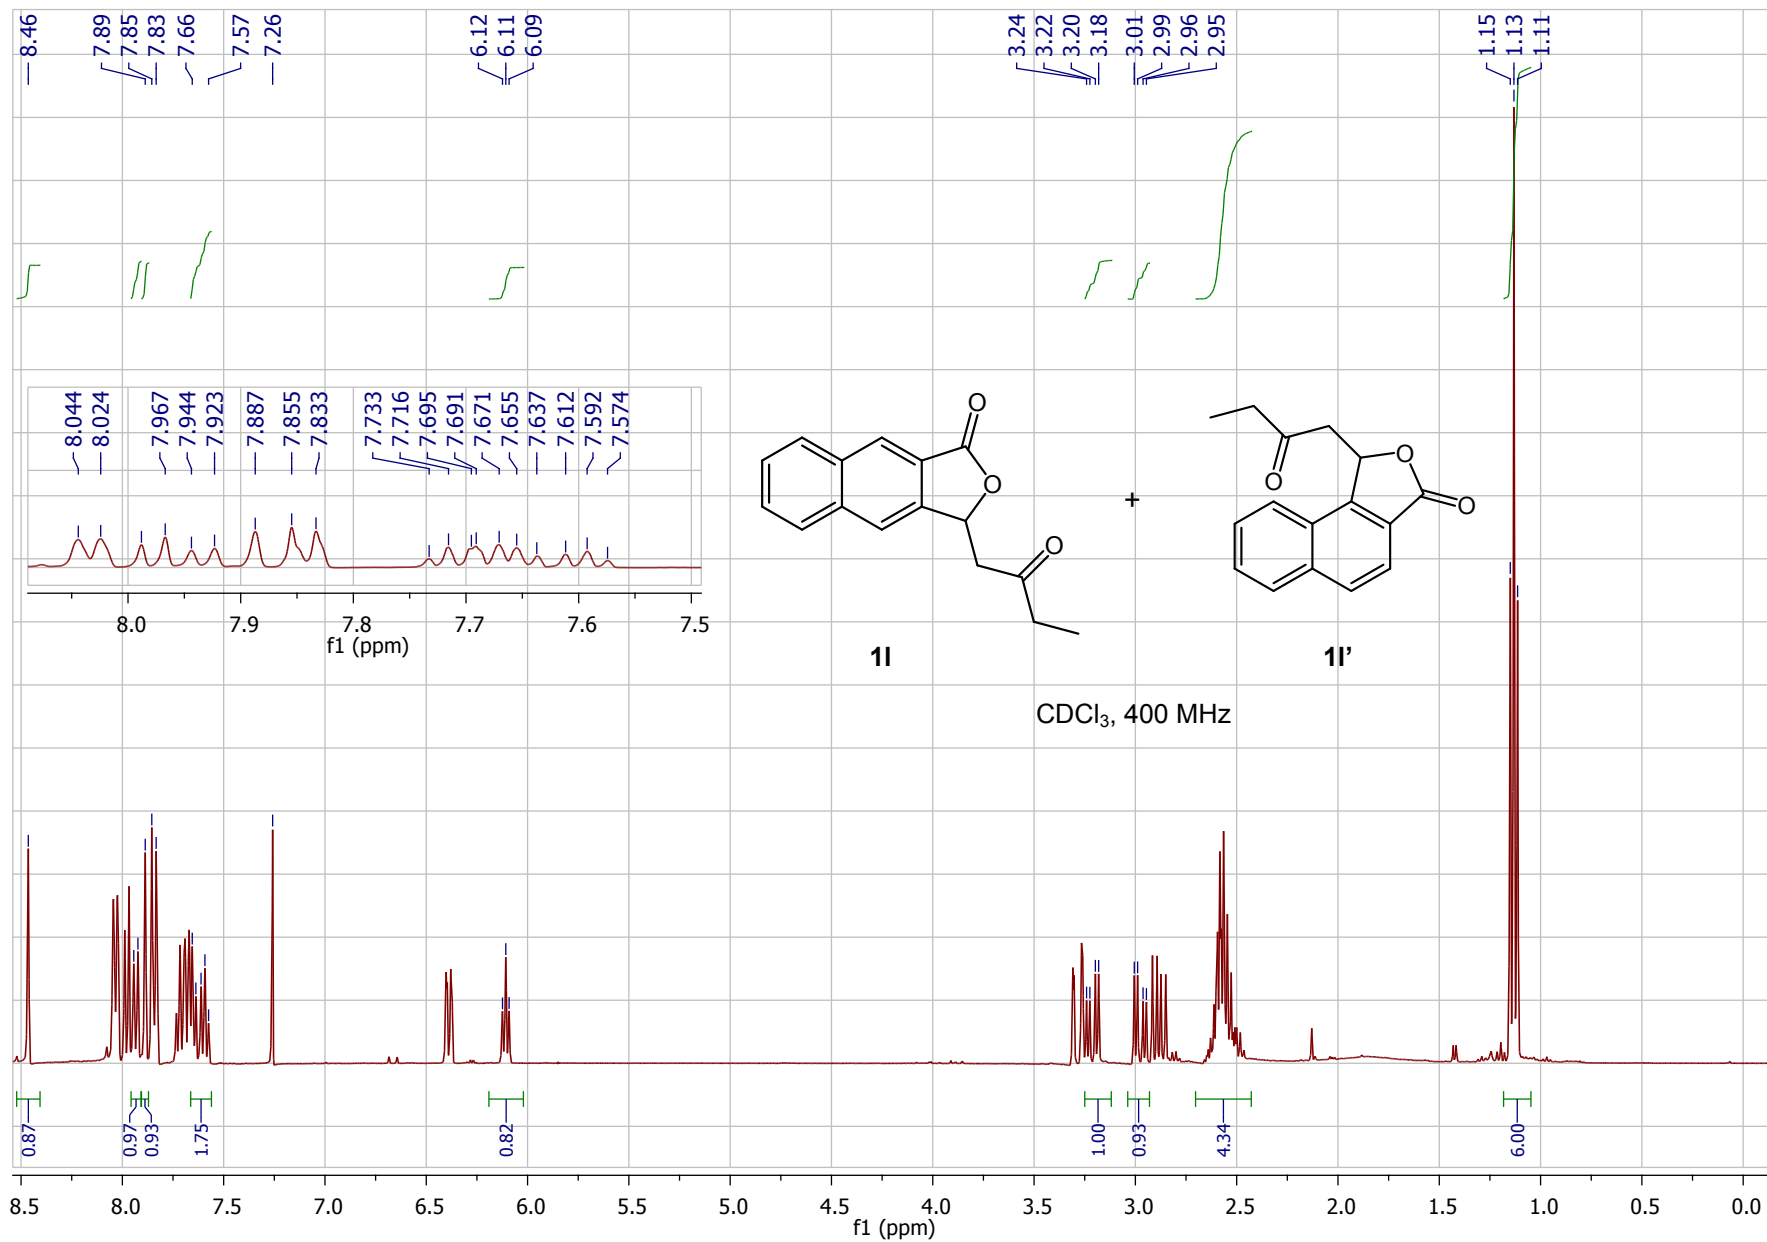 8.46 7.89 7.85 7.83 7.66 7.57 7.26 6.12 6.11 6.09 3.24 3.22 3.20 3.18 3.01 2.99 2.96 2.95 1.15 1.13 1.11
8.0444 8.024 7.967 7.944 7.923 7.887 7.855 7.833 7.733 7.716 7.695 7.691 7.671 7.655 7.637 7.612 7.592 7.574
8.0 7.9 7.8 7.7 7.6 7.5
f1 (ppm)
O
O
O
+
O
O
O
1l
1l’
CDCl₃, 400 MHz
0.87 0.97 0.93 1.75 0.82 1.00 0.93 4.34 6.00
8.5 8.0 7.5 7.0 6.5 6.0 5.5 5.0 4.5 4.0 3.5 3.0 2.5 2.0 1.5 1.0 0.5 0.0
f1 (ppm)